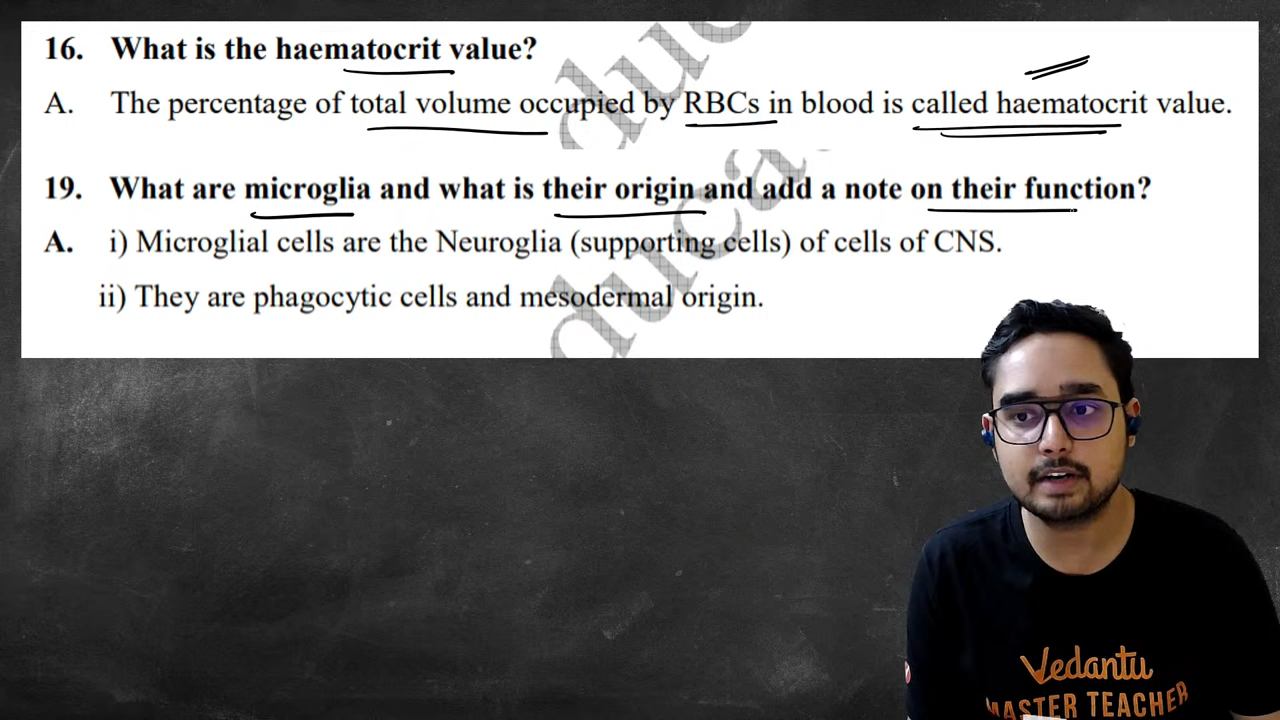 16. What is the haematocrit value?
A. The percentage of total volume occupied by RBCs in blood is called haematocrit value.
19. What are microglia and what is their origin and add a note on their function?
A. i) Microglial cells are the Neuroglia (supporting cells) of cells of CNS.
ii) They are phagocytic cells and mesodermal origin.
Vedantu
MASTER TEACHER